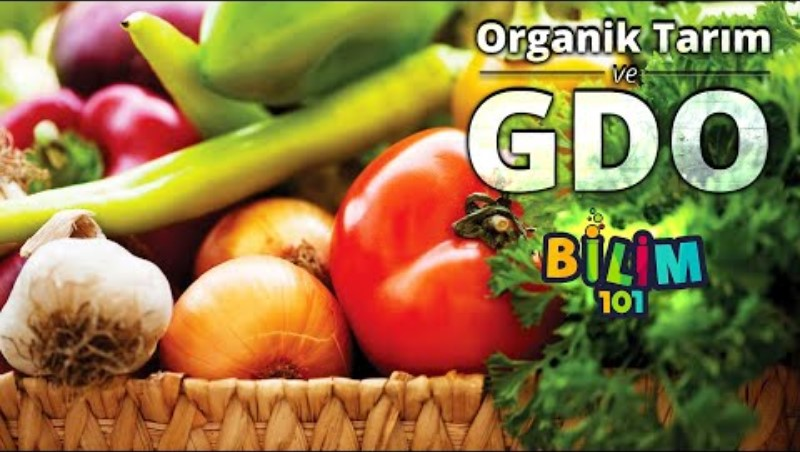 Organik Tarım
ve
GDO
BİLİM
101